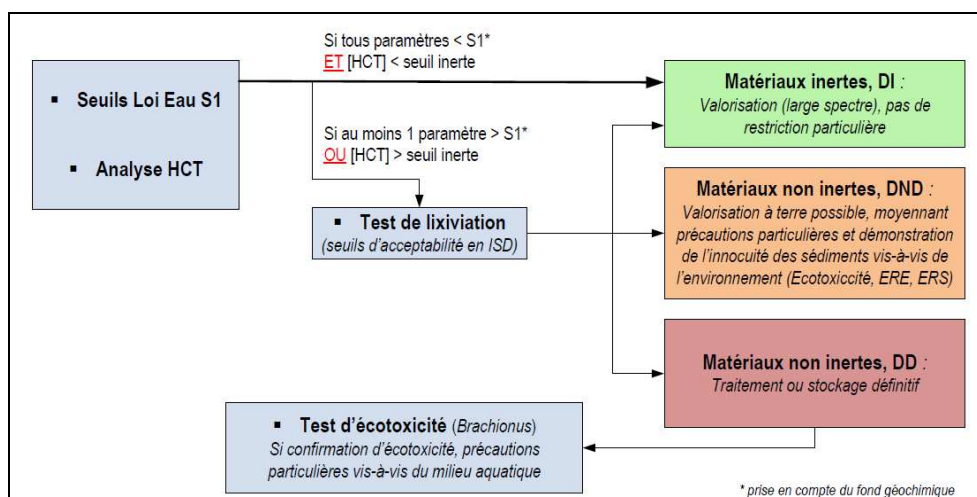 Si tous paramètres < S1*
ET [HCT] < seuil inerte
▪ Seuils Loi Eau S1
▪ Analyse HCT
Matériaux inertes, DI :
Valorisation (large spectre), pas de
restriction particulière
Si au moins 1 paramètre > S1*
OU [HCT] > seuil inerte
▪ Test de lixiviation
(seuils d'acceptabilité en ISD)
Matériaux non inertes, DND :
Valorisation à terre possible, moyennant
précautions particulières et démonstration
de l'innocuité des sédiments vis-à-vis de
l'environnement (Ecotoxiccité, ERE, ERS)
Matériaux non inertes, DD :
Traitement ou stockage définitif
▪ Test d'écotoxicité (Brachionus)
Si confirmation d'écotoxicité, précautions
particulières vis-à-vis du milieu aquatique
* prise en compte du fond géochimique